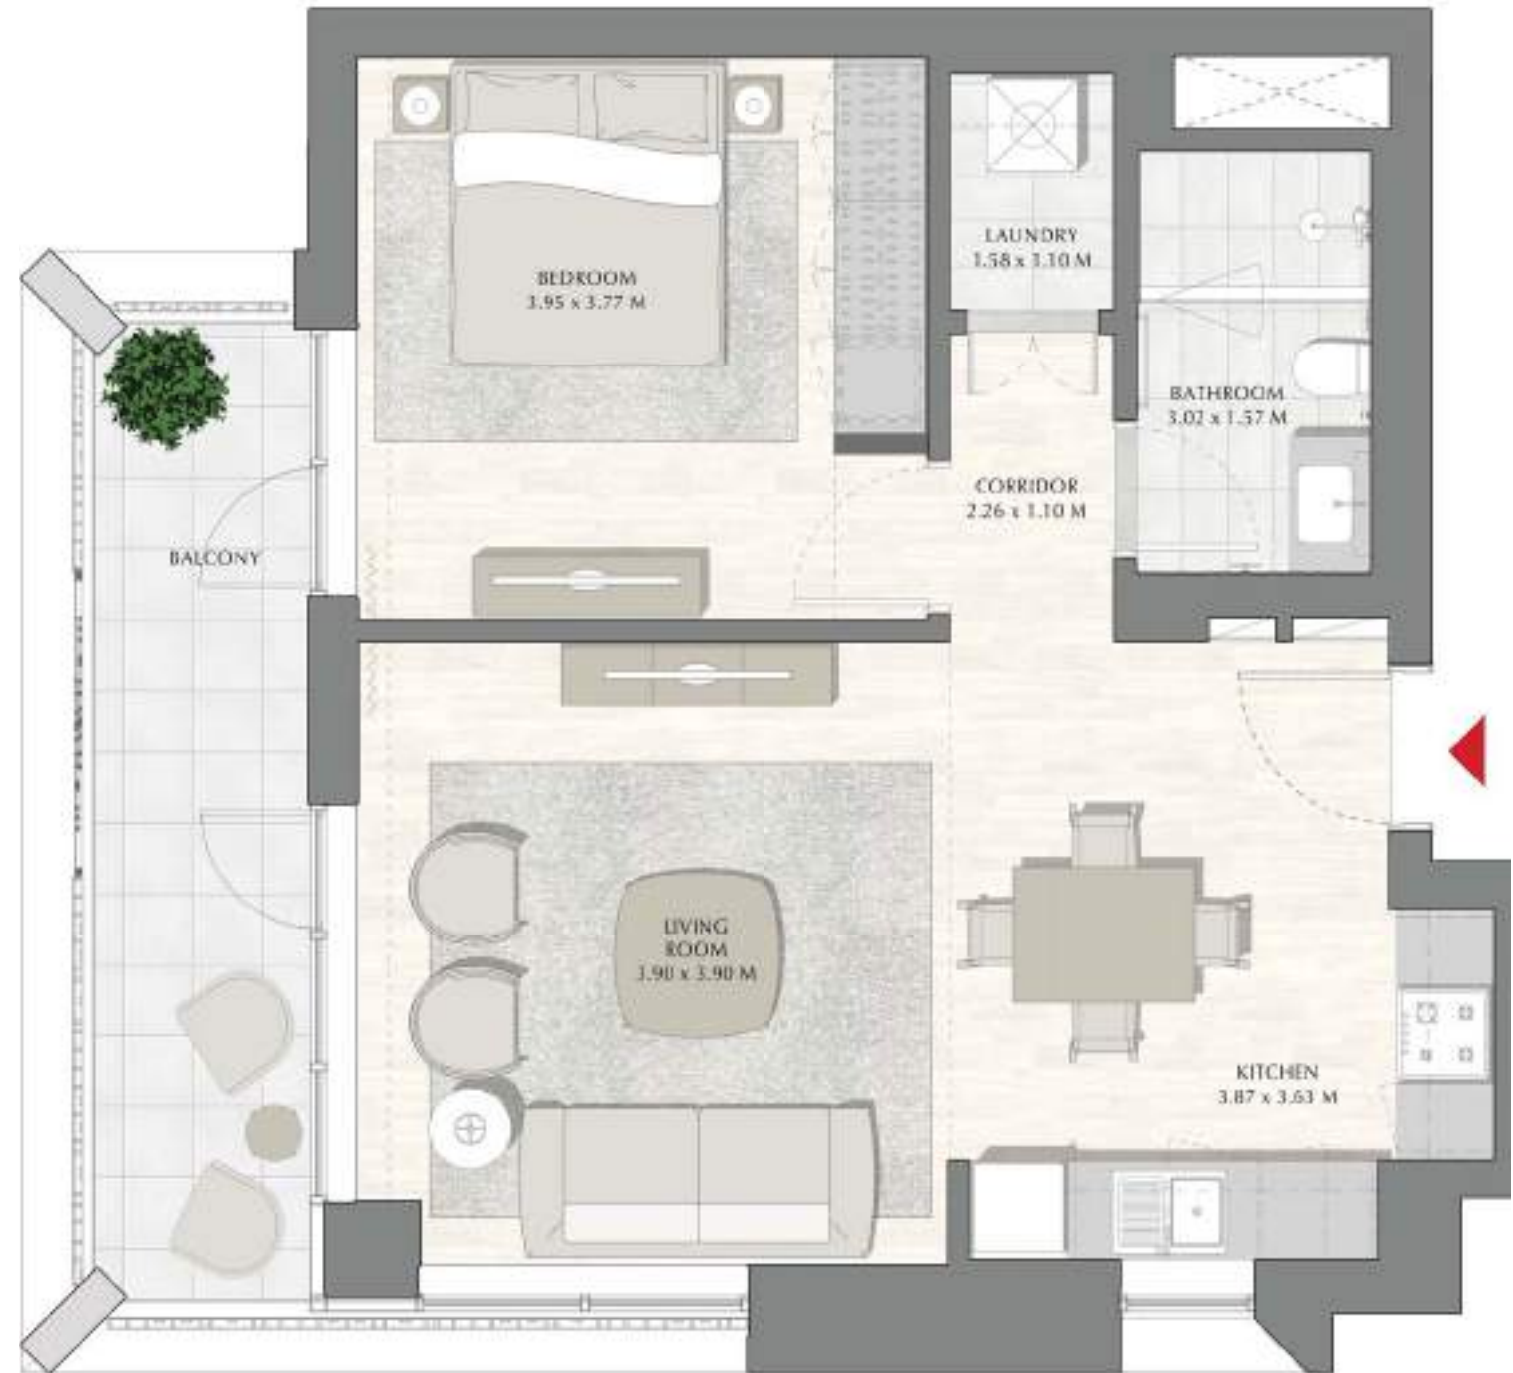 BEDROOM
3.95 x 3.77 M
LAUNDRY
1.58 x 1.10 M
BATHROOM
3.02 x 1.57 M
CORRIDOR
2.26 x 1.10 M
BALCONY
LIVING
ROOM
3.90 x 3.90 M
KITCHEN
3.87 x 3.63 M